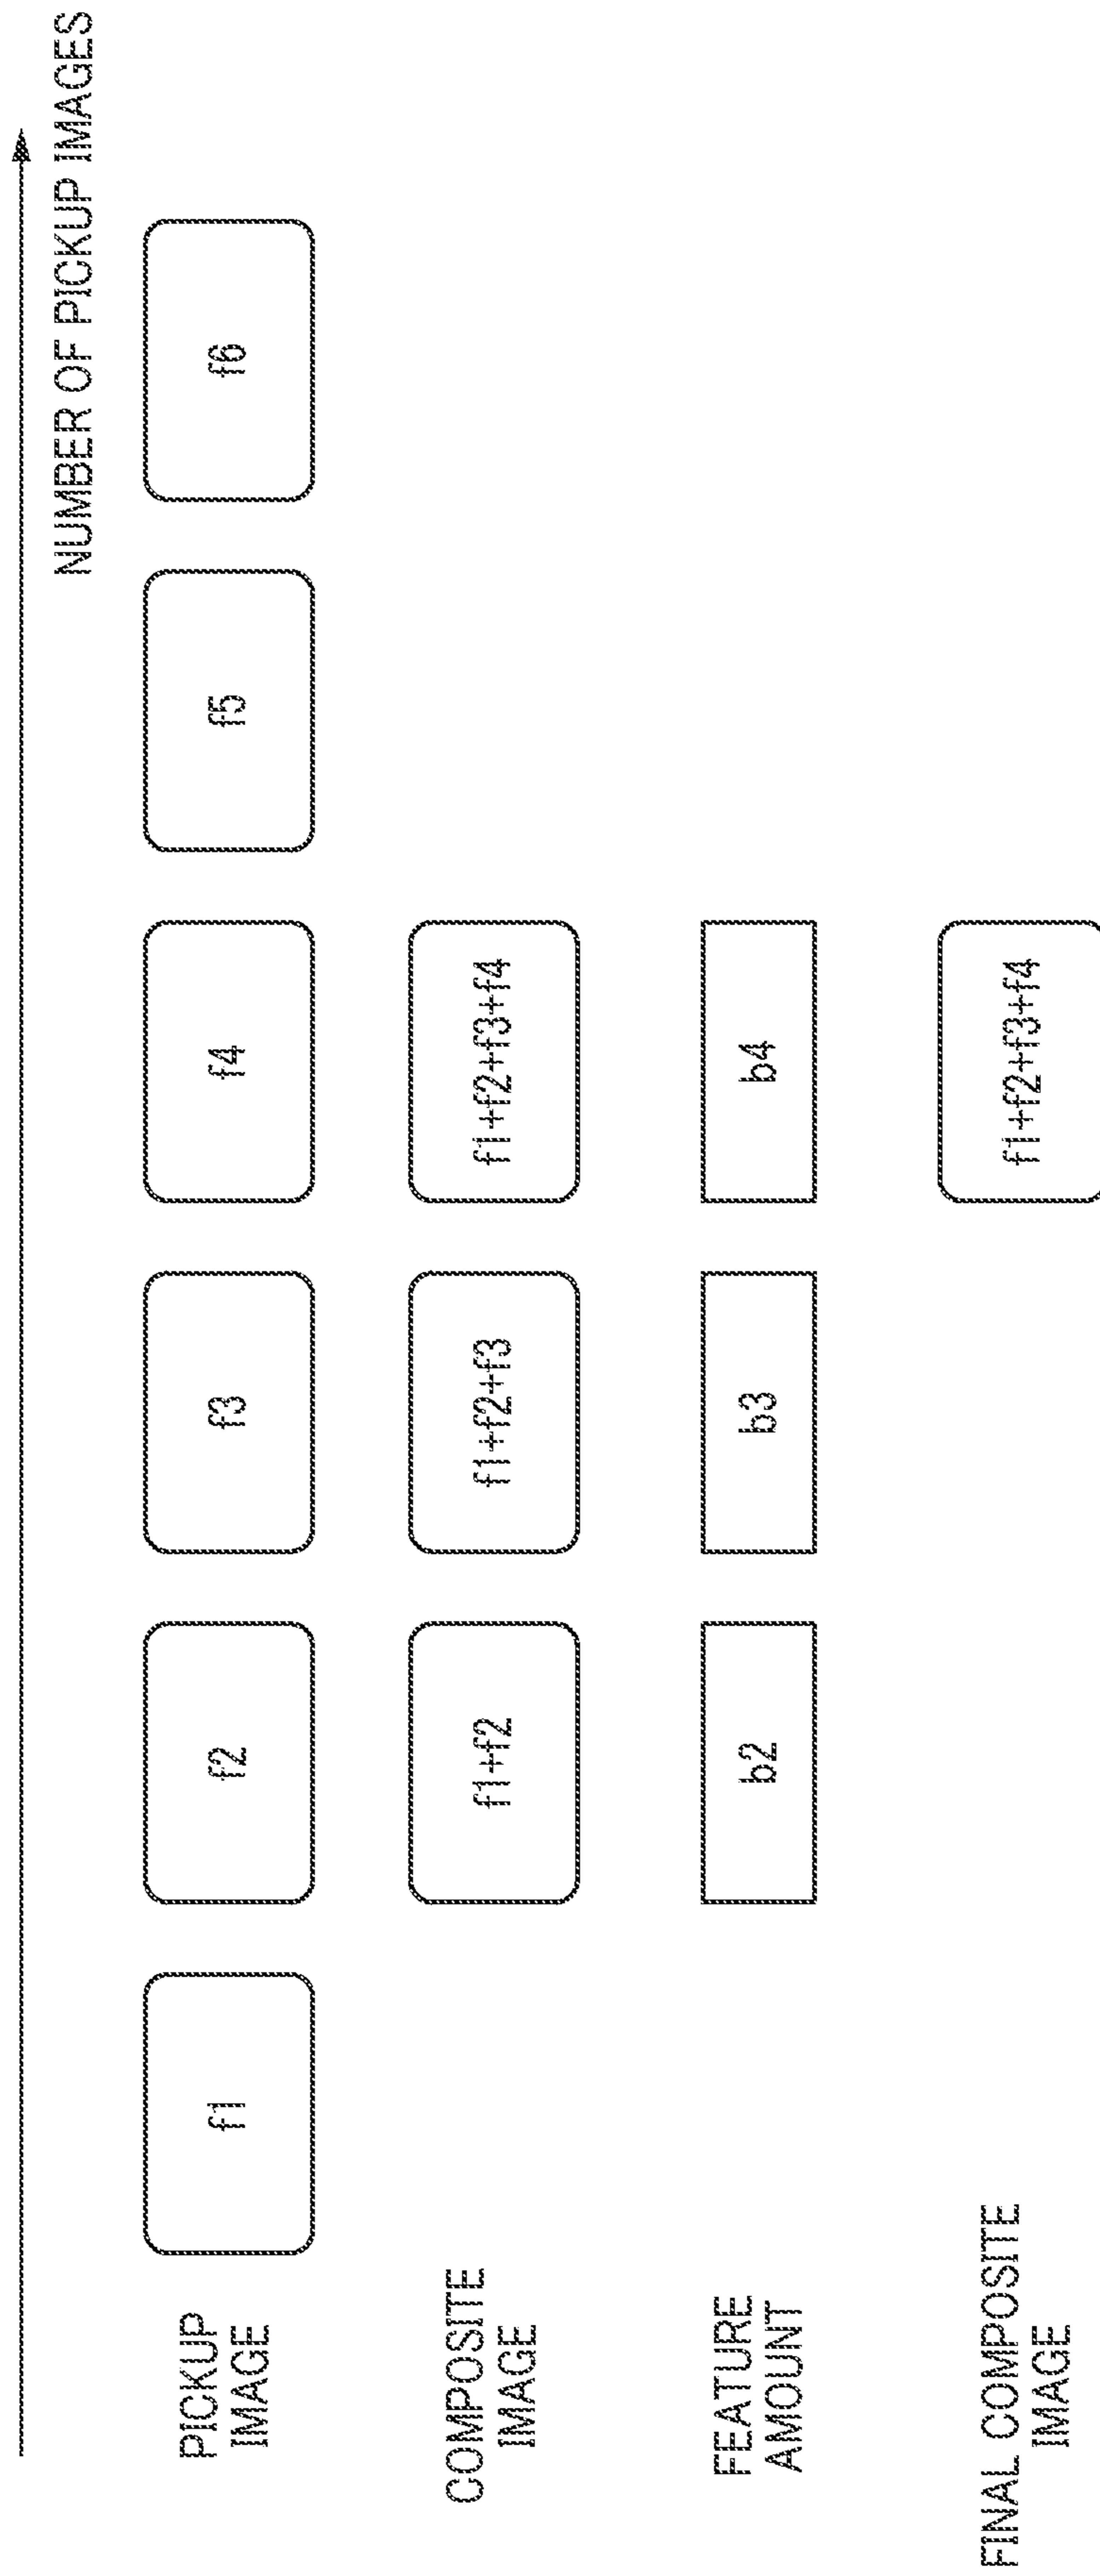 NUMBER OF PICKUP IMAGES
PICKUP
IMAGE
f1
f2
f3
f4
f5
f6
COMPOSITE
IMAGE
f1+f2
f1+f2+f3
f1+f2+f3+f4
FEATURE
AMOUNT
b2
b3
b4
FINAL COMPOSITE
IMAGE
f1+f2+f3+f4